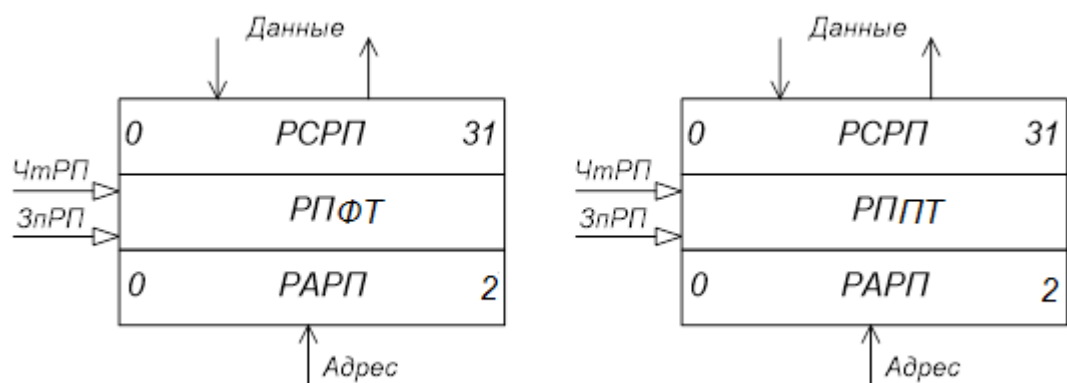 Данные Данные
0 РСРП 31 0 РСРП 31
ЧтРП ЧтРП
РПФТ РППТ
ЗпРП ЗпРП
0 РАРП 2 0 РАРП 2
Адрес Адрес